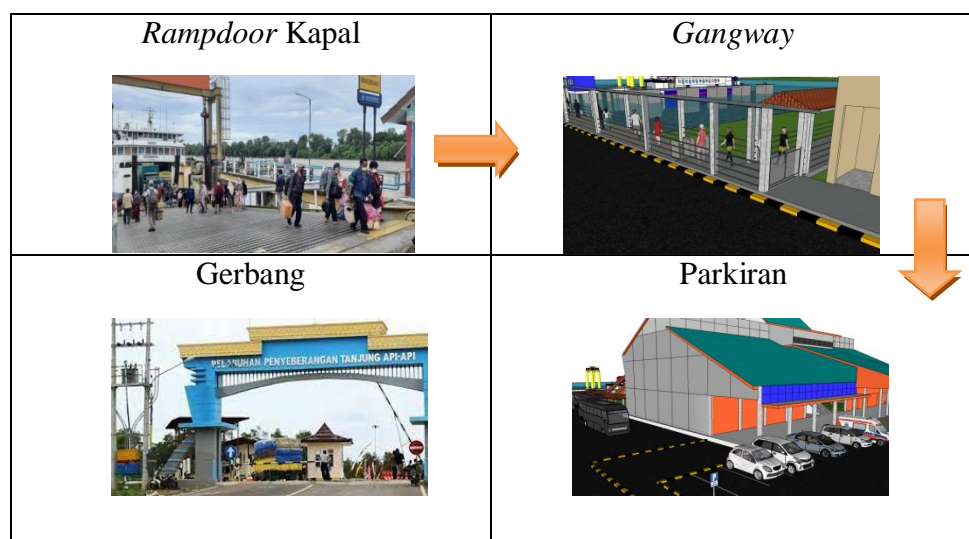 Rampdoor Kapal
Gangway
Gerbang
PELABUHAN PENYEBERANGAN TANJUNG API-API
Parkiran
P